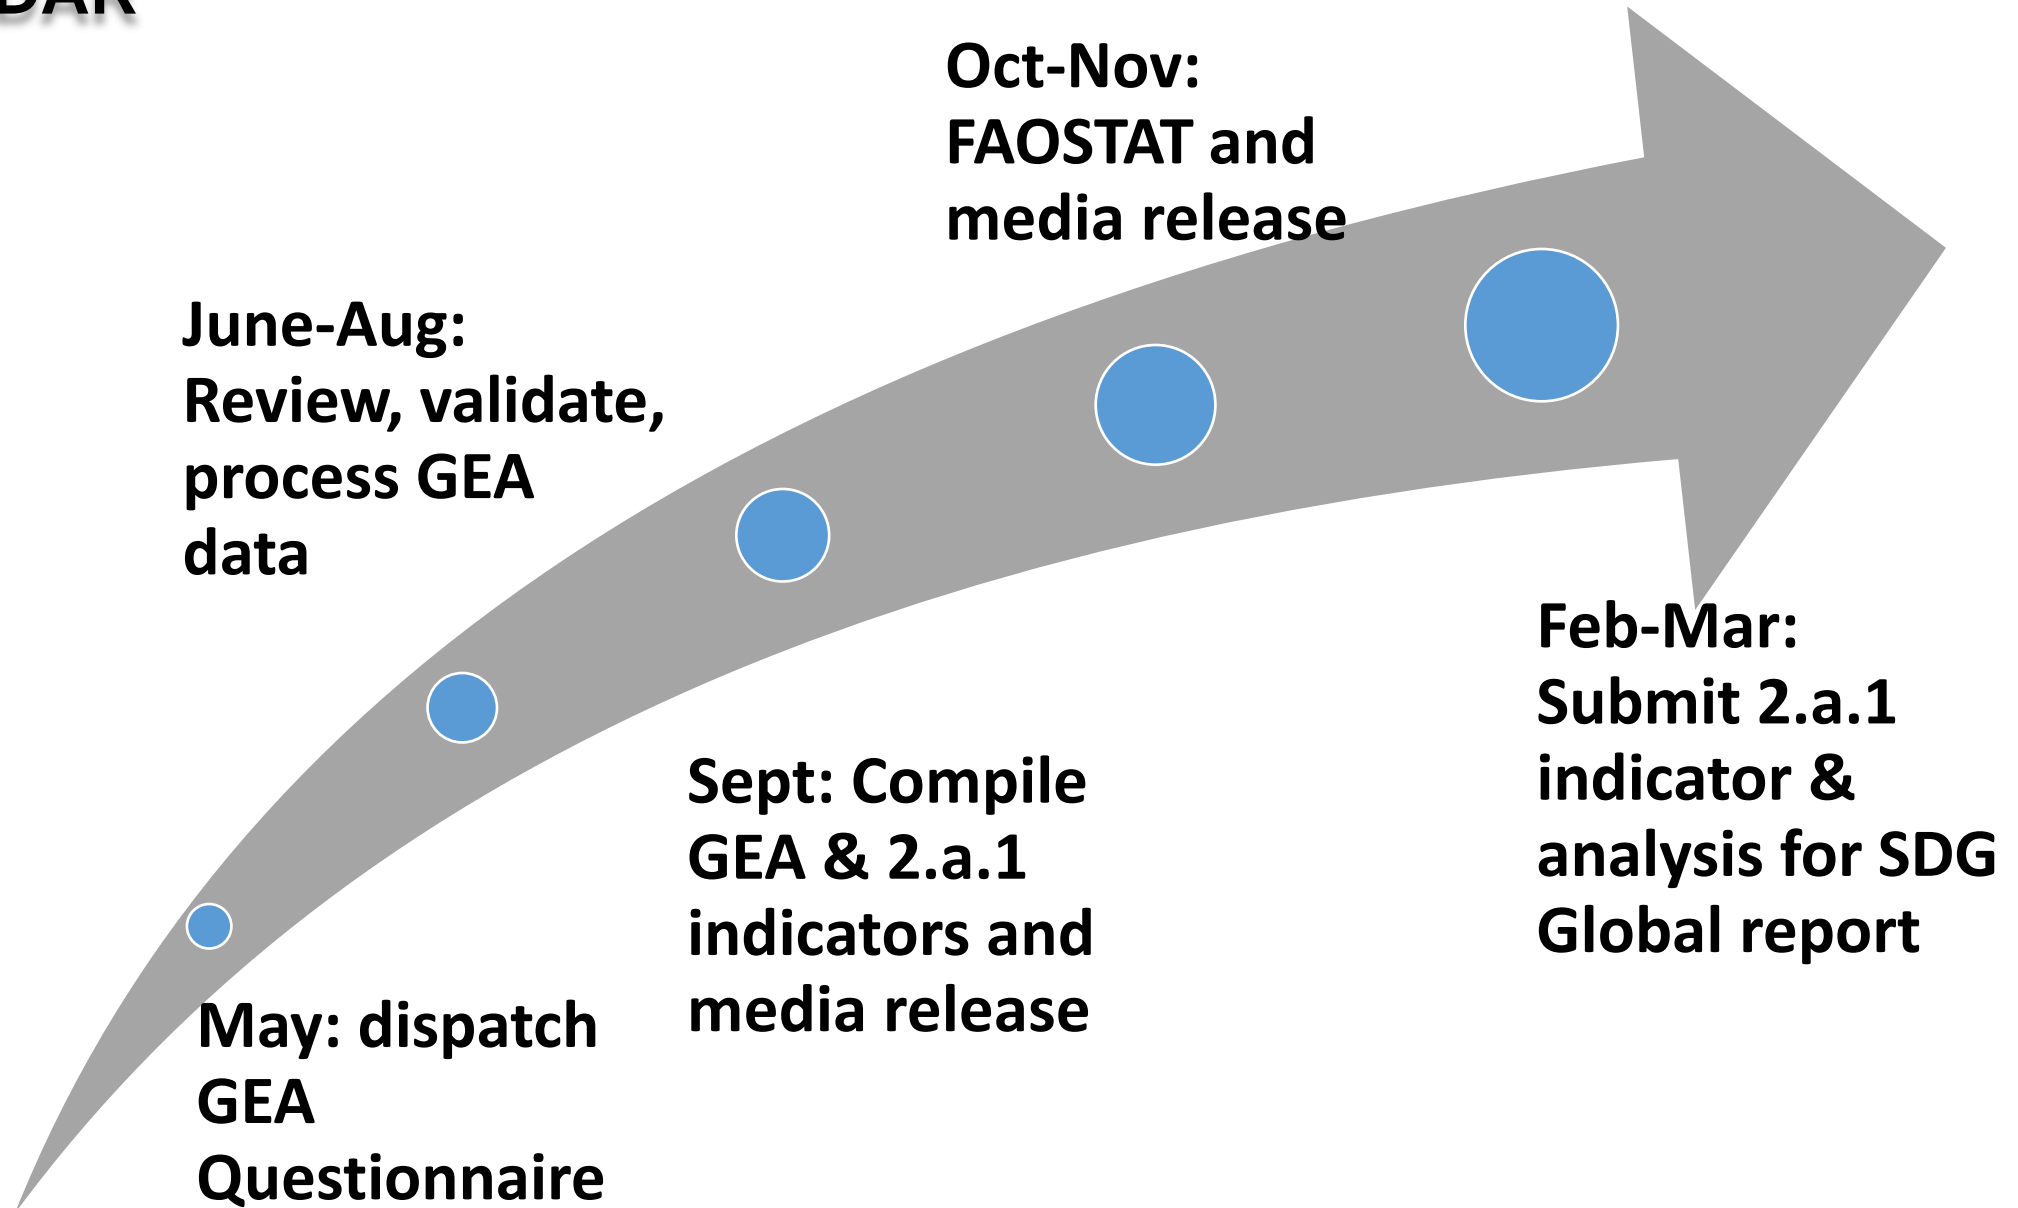 May: dispatch
GEA
Questionnaire
June-Aug:
Review, validate,
process GEA
data
Sept: Compile
GEA & 2.a.1
indicators and
media release
Oct-Nov:
FAOSTAT and
media release
Feb-Mar:
Submit 2.a.1
indicator &
analysis for SDG
Global report